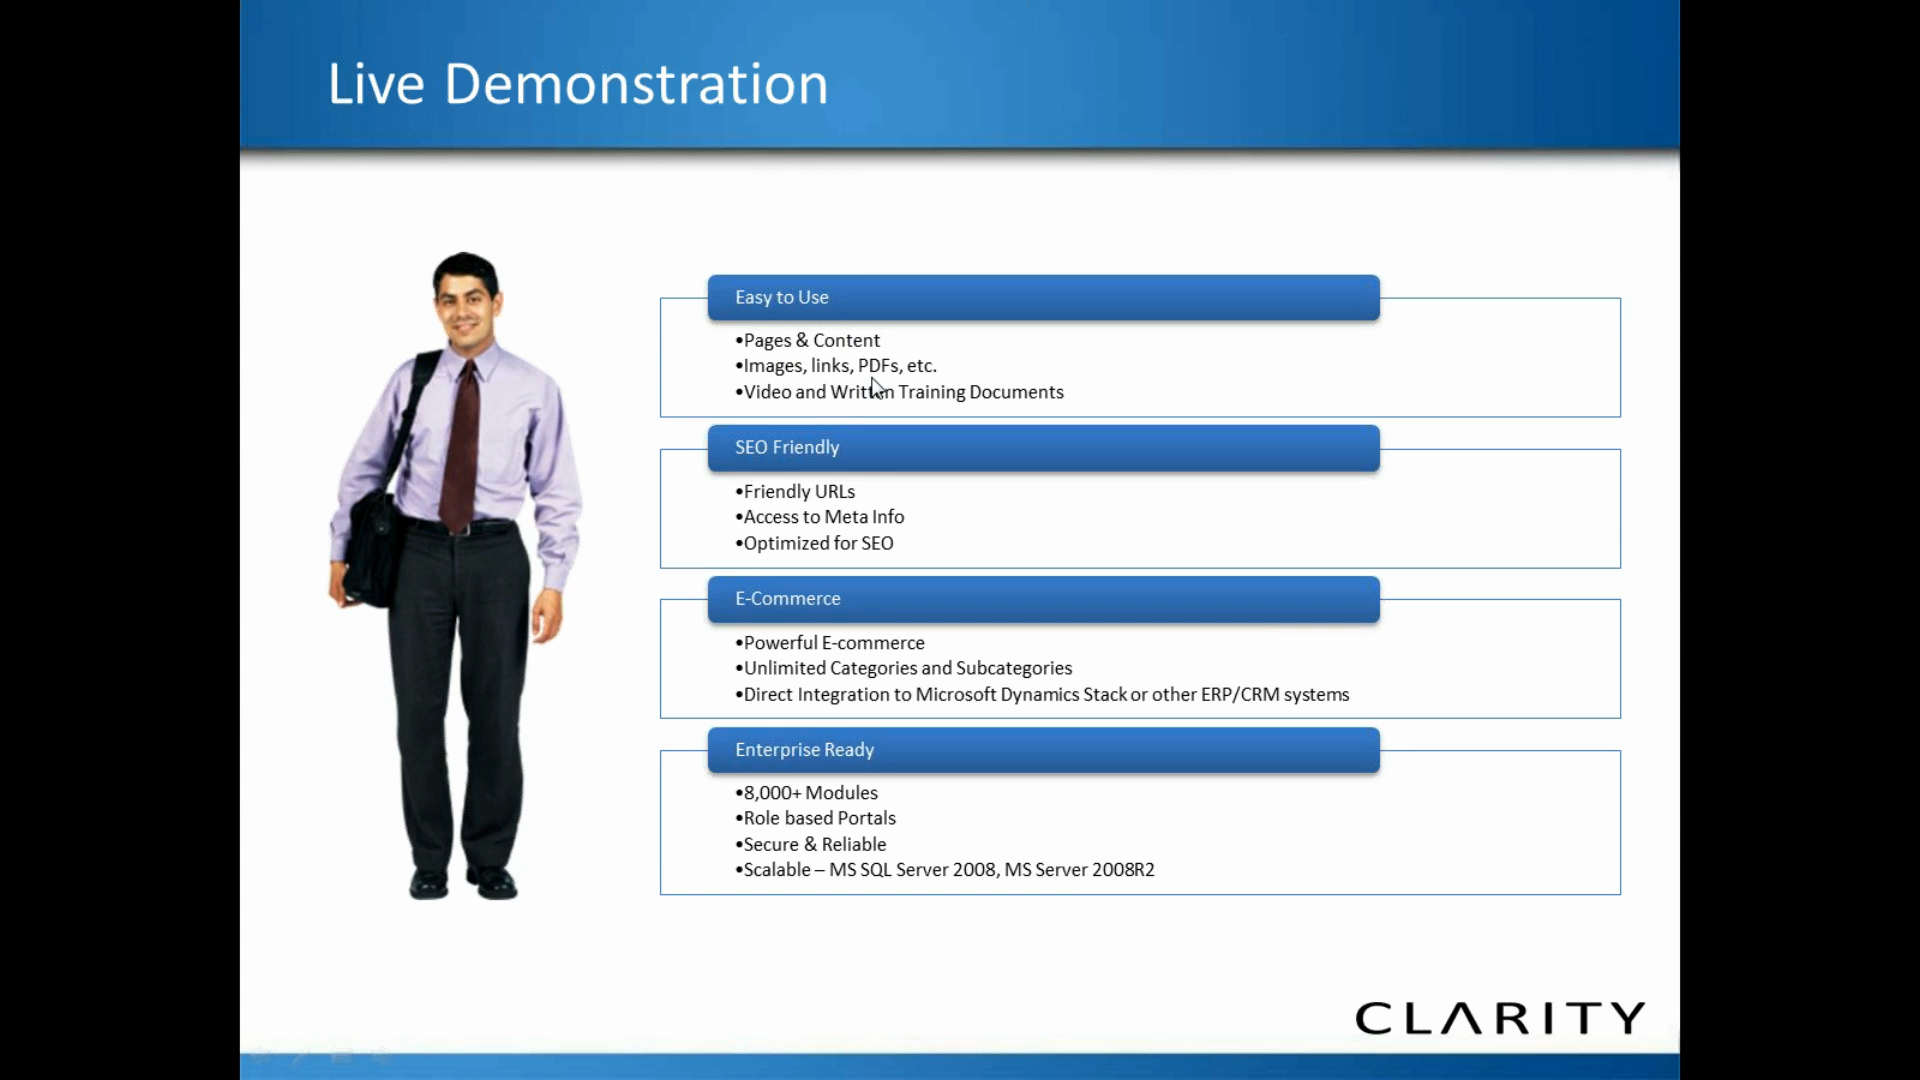 Live Demonstration
Easy to Use
•Pages & Content
•Images, links, PDFs, etc.
•Video and Written Training Documents
SEO Friendly
•Friendly URLs
•Access to Meta Info
•Optimized for SEO
E-Commerce
•Powerful E-commerce
•Unlimited Categories and Subcategories
•Direct Integration to Microsoft Dynamics Stack or other ERP/CRM systems
Enterprise Ready
•8,000+ Modules
•Role based Portals
•Secure & Reliable
•Scalable – MS SQL Server 2008, MS Server 2008R2
CLARITY